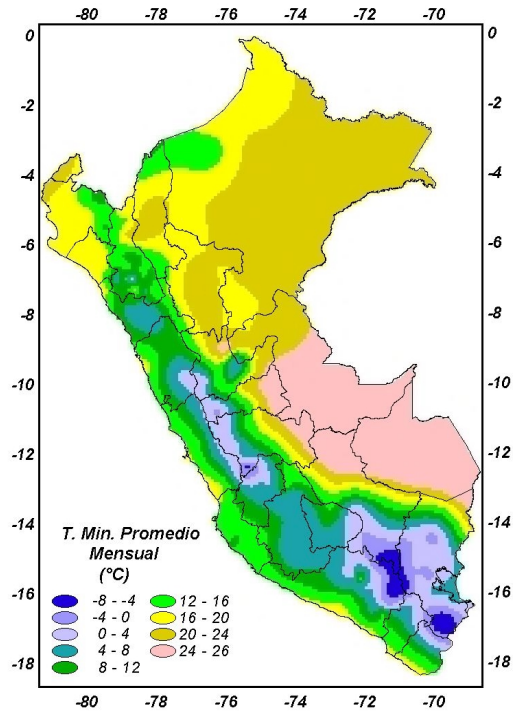 -80 -78 -76 -74 -72 -70
0 0
-2 -2
-4 -4
-6 -6
-8 -8
-10 -10
-12 -12
-14 -14
-16 -16
-18 -18
T. Min. Promedio
Mensual
(°C)
-8 - -4 12 - 16
-4 - 0 16 - 20
0 - 4 20 - 24
4 - 8 24 - 26
8 - 12
-80 -78 -76 -74 -72 -70